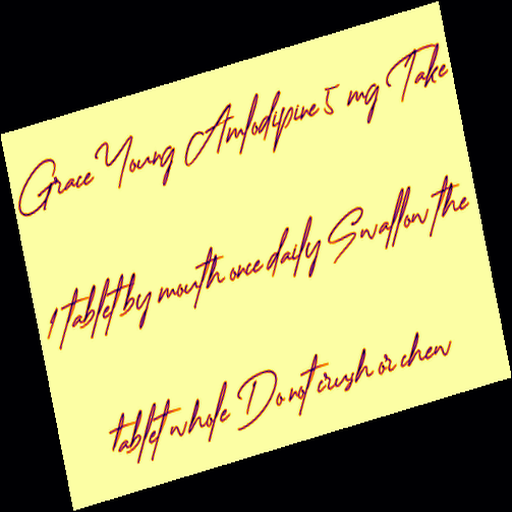 Grace Young Amlodipine 5 mg Take
1 tablet by mouth once daily Swallow the
tablet whole Do not crush or chew